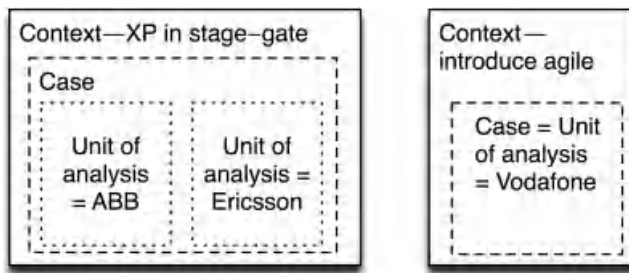 Context—XP in stage–gate
Case
Unit of
analysis
= ABB
Unit of
analysis =
Ericsson
Context—
introduce agile
Case = Unit
of analysis
= Vodafone